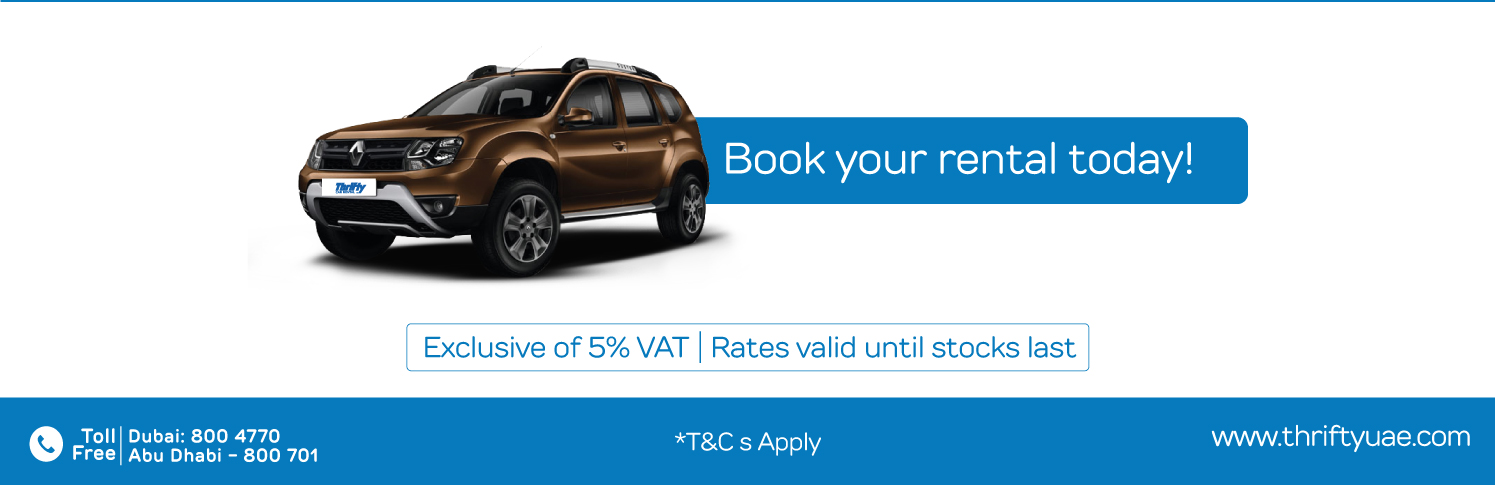 Book your rental today!
Thrifty
Exclusive of 5% VAT | Rates valid until stocks last
Toll Free
Dubai: 800 4770
Abu Dhabi – 800 701
*T&C s Apply
www.thriftyuae.com